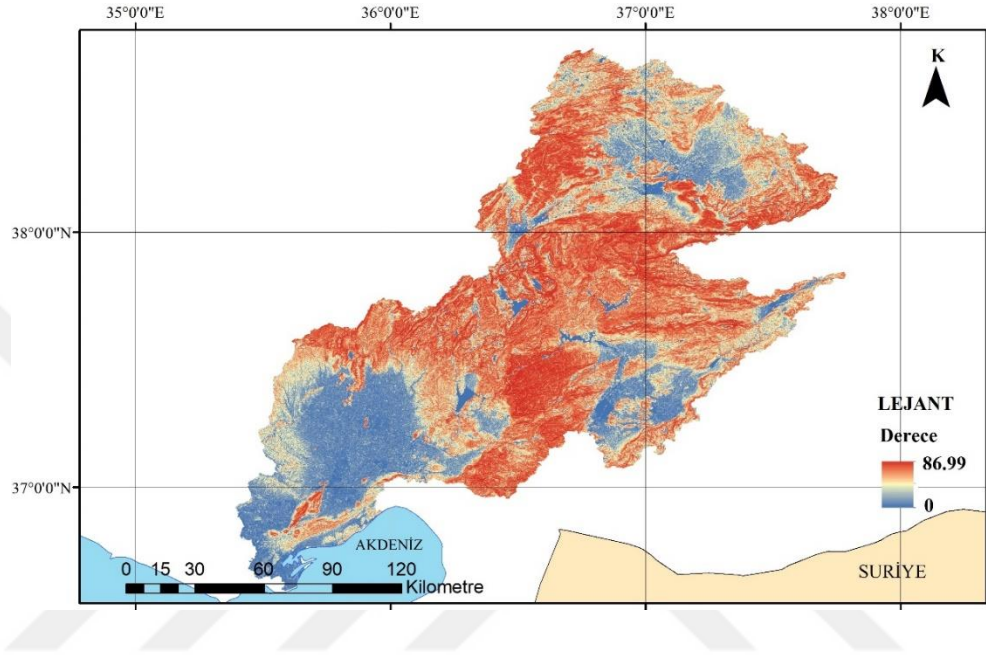 35°0'0"E 36°0'0"E 37°0'0"E 38°0'0"E
K
38°0'0"N
LEJANT
Derece
86.99
0
37°0'0"N
AKDENİZ
SURİYE
0 15 30 60 90 120
Kilometre